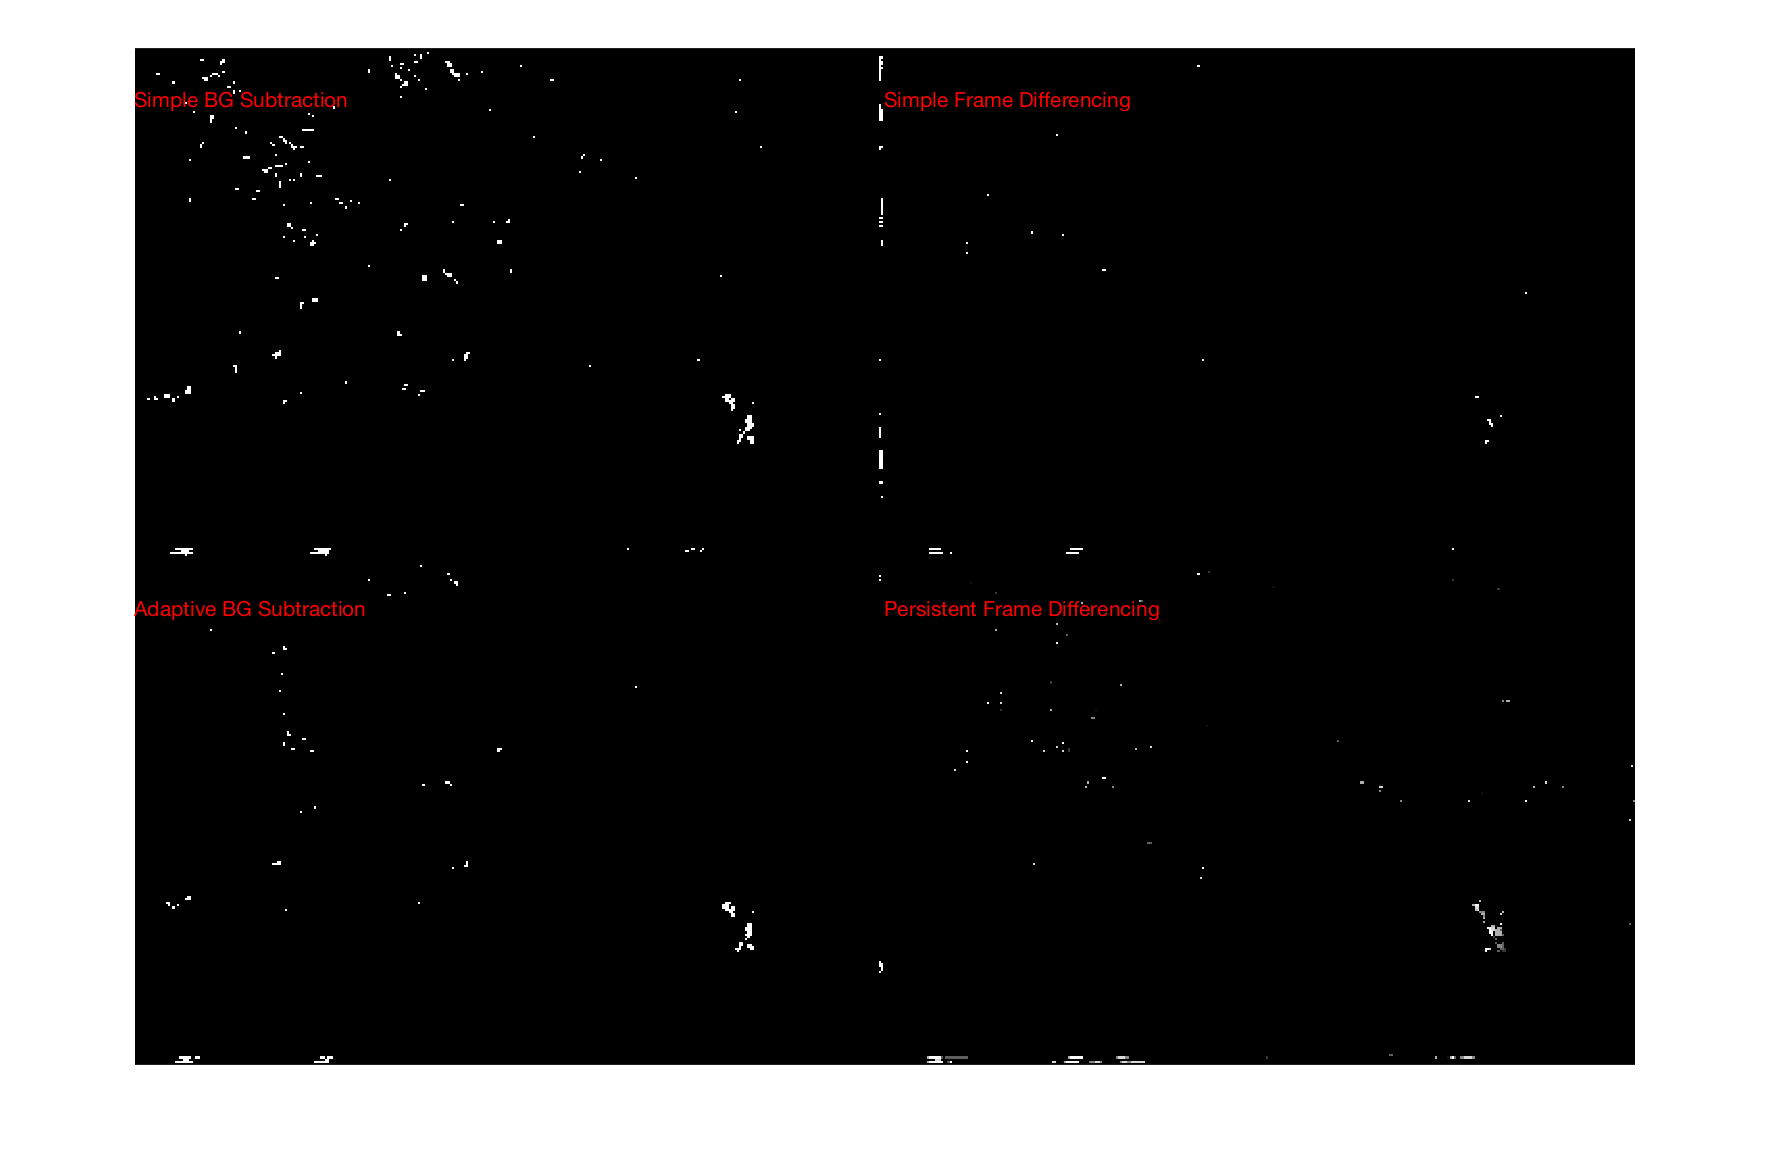 Simple BG Subtraction
Simple Frame Differencing
Adaptive BG Subtraction
Persistent Frame Differencing